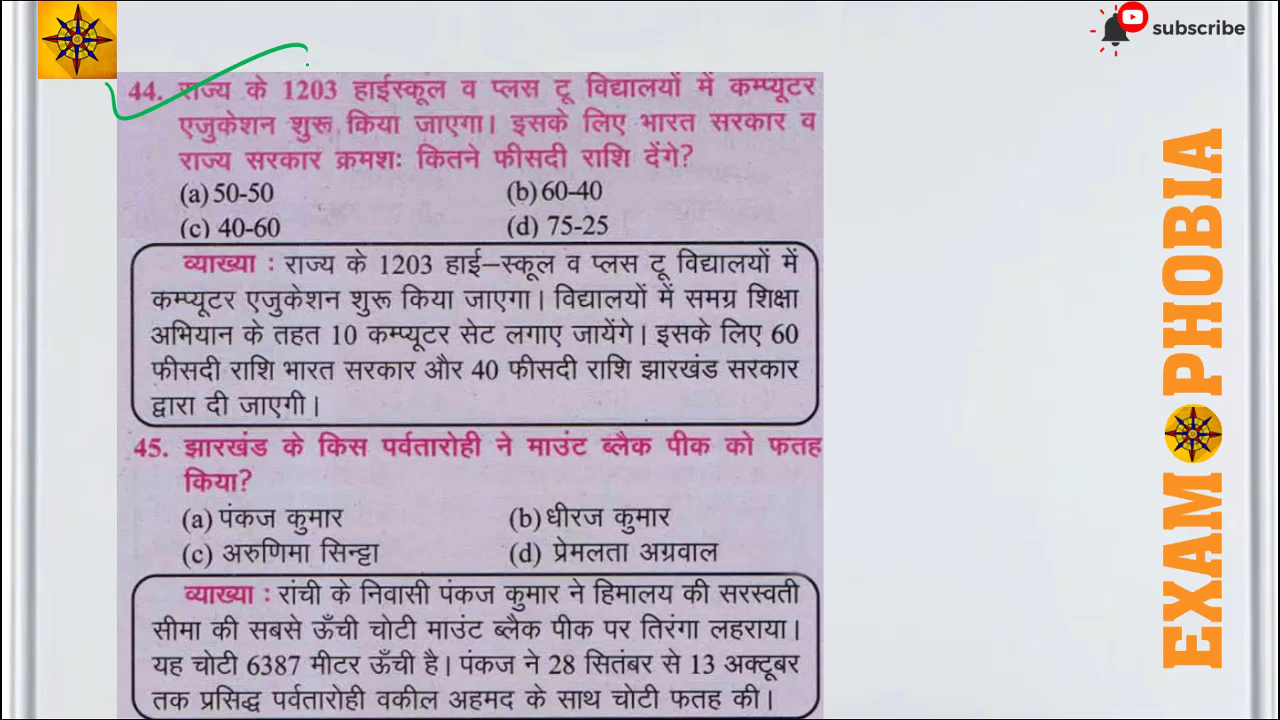 subscribe
44. राज्य के 1203 हाईस्कूल व प्लस टू विद्यालयों में कम्प्यूटर
एजुकेशन शुरू किया जाएगा। इसके लिए भारत सरकार व
राज्य सरकार क्रमशः कितने फीसदी राशि देंगे?
(a) 50-50 (b) 60-40
(c) 40-60 (d) 75-25
व्याख्या : राज्य के 1203 हाई–स्कूल व प्लस टू विद्यालयों में
कम्प्यूटर एजुकेशन शुरू किया जाएगा। विद्यालयों में समग्र शिक्षा
अभियान के तहत 10 कम्प्यूटर सेट लगाए जायेंगे। इसके लिए 60
फीसदी राशि भारत सरकार और 40 फीसदी राशि झारखंड सरकार
द्वारा दी जाएगी।
45. झारखंड के किस पर्वतारोही ने माउंट ब्लैक पीक को फतह
किया?
(a) पंकज कुमार (b) धीरज कुमार
(c) अरुणिमा सिन्हा (d) प्रेमलता अग्रवाल
व्याख्या : रांची के निवासी पंकज कुमार ने हिमालय की सरस्वती
सीमा की सबसे ऊँची चोटी माउंट ब्लैक पीक पर तिरंगा लहराया।
यह चोटी 6387 मीटर ऊँची है। पंकज ने 28 सितंबर से 13 अक्टूबर
तक प्रसिद्ध पर्वतारोही वकील अहमद के साथ चोटी फतह की।
EXAM PHOBIA